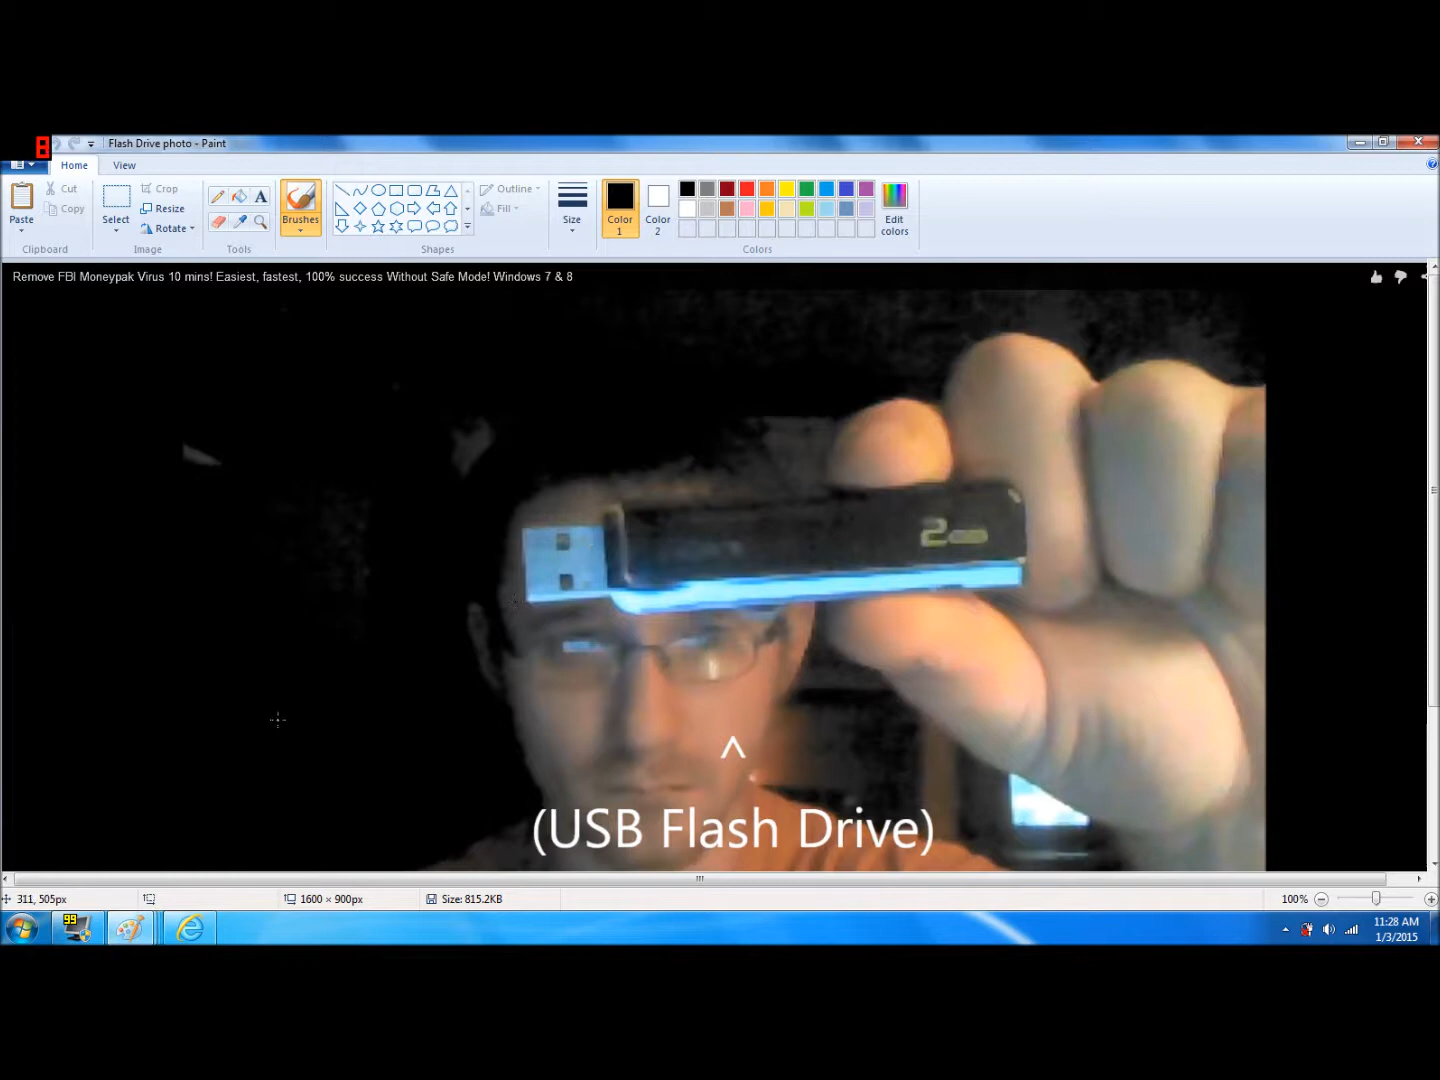 Flash Drive photo - Paint
Home View
Paste
Cut
Copy
Clipboard
Select
Crop
Resize
Rotate
Image
Tools
Brushes
Shapes
Outline
Fill
Size
Color 1
Color 2
Edit colors
Colors
Remove FBI Moneypak Virus 10 mins! Easiest, fastest, 100% success Without Safe Mode! Windows 7 & 8
2
^
(USB Flash Drive)
311, 505px
1600 × 900px
Size: 815.2KB
100%
99
11:28 AM
1/3/2015